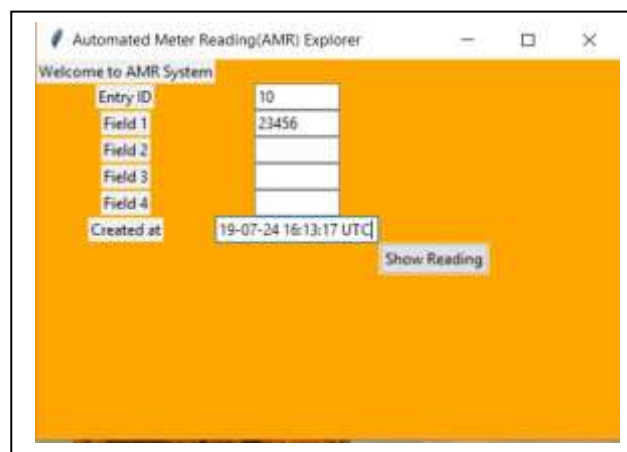 Automated Meter Reading(AMR) Explorer
Welcome to AMR System
Entry ID 10
Field 1 23456
Field 2
Field 3
Field 4
Created at 19-07-24 16:13:17 UTC
Show Reading